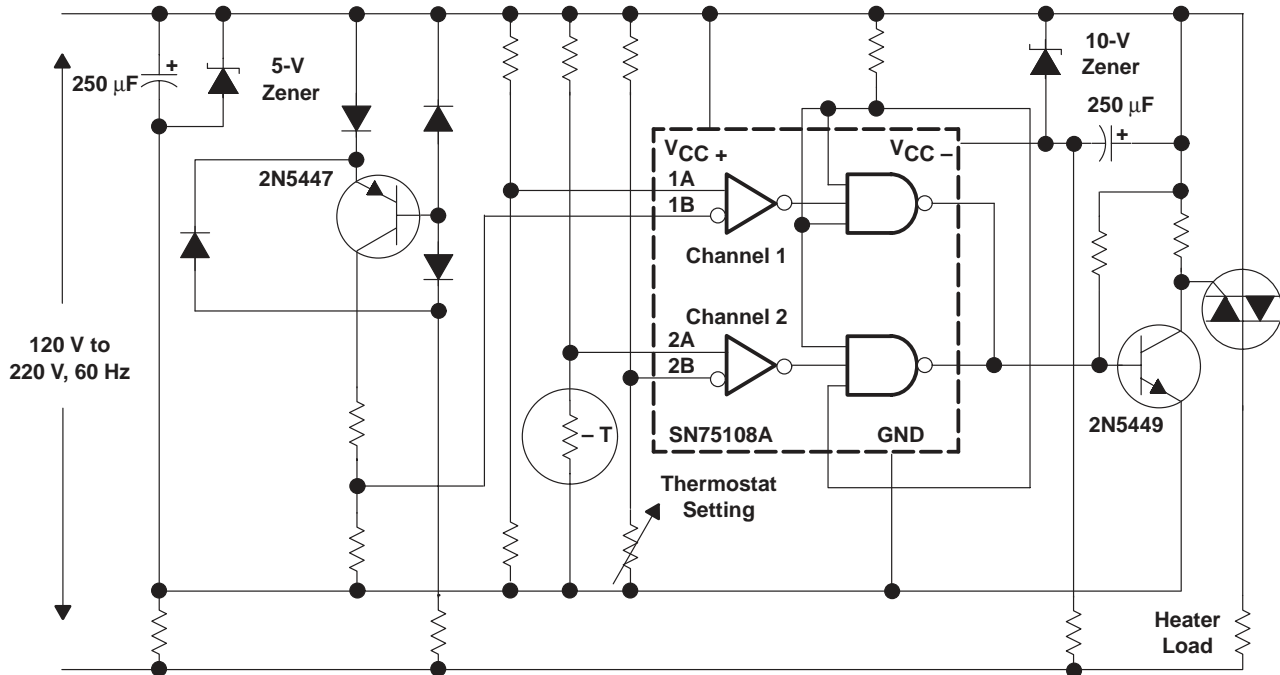 250 μF
+
5-V
Zener
10-V
Zener
250 μF
+
2N5447
VCC +
VCC –
1A
1B
Channel 1
Channel 2
2A
2B
120 V to
220 V, 60 Hz
– T
SN75108A
GND
2N5449
Thermostat
Setting
Heater
Load